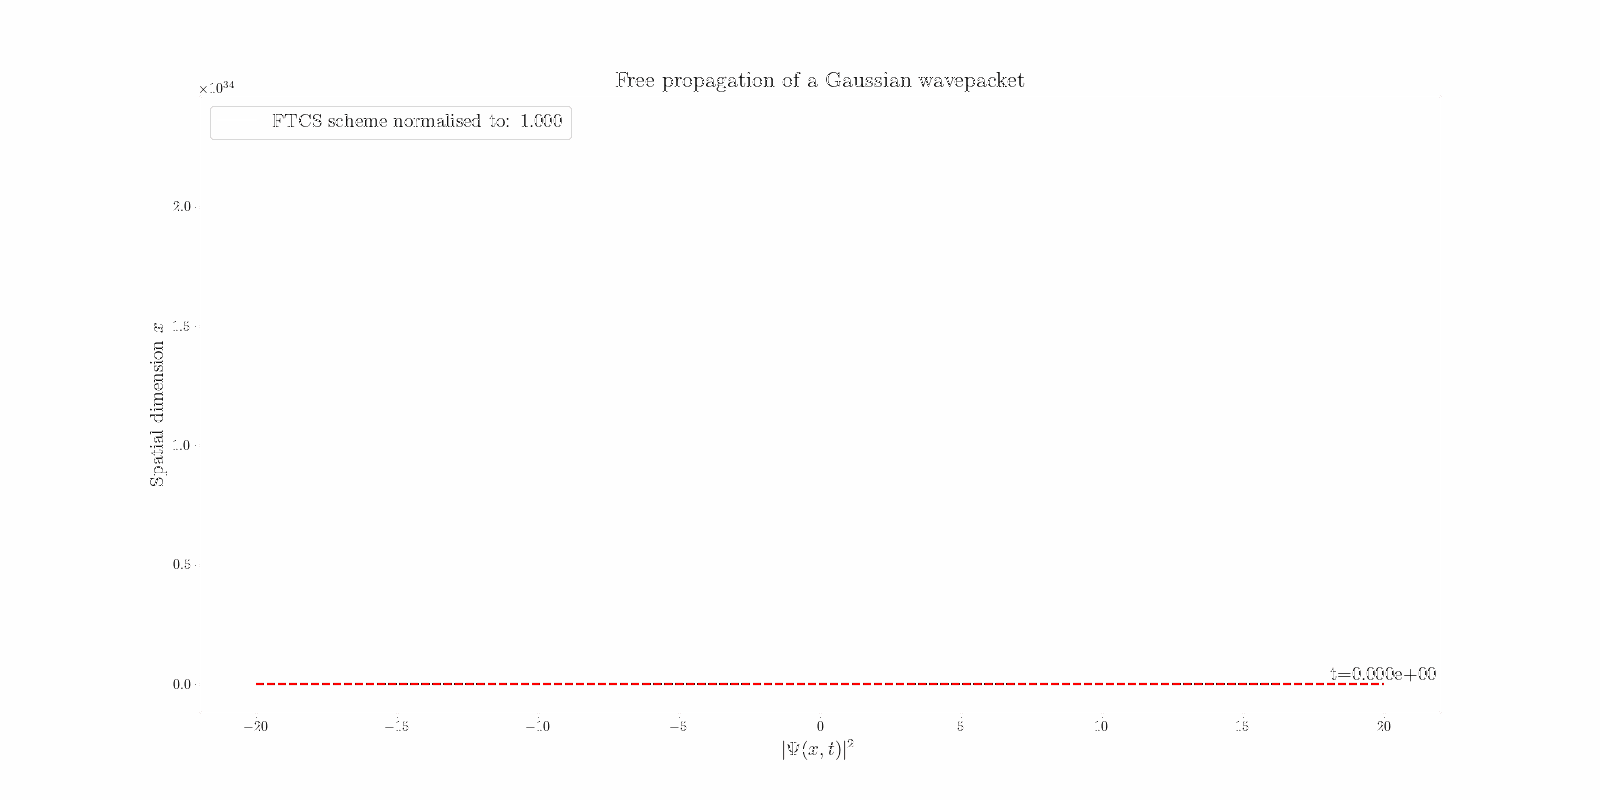 Free propagation of a Gaussian wavepacket
×10³⁴
FTCS scheme normalised to: 1.000
2.0
1.5
1.0
0.5
0.0
Spatial dimension x
t=0.000e+00
−20 −15 −10 −5 0 5 10 15 20
|Ψ(x, t)|²